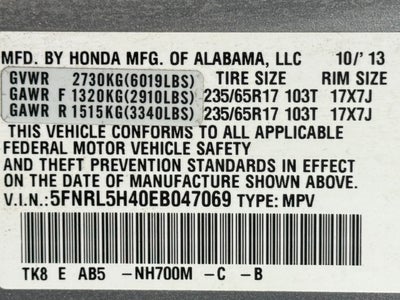 MFD. BY HONDA MFG. OF ALABAMA, LLC 10/'13
GVWR 2730KG(6019LBS) TIRE SIZE RIM SIZE
GAWR F 1320KG(2910LBS) 235/65R17 103T 17X7J
GAWR R 1515KG(3340LBS) 235/65R17 103T 17X7J
THIS VEHICLE CONFORMS TO ALL APPLICABLE
FEDERAL MOTOR VEHICLE SAFETY
AND THEFT PREVENTION STANDARDS IN EFFECT
ON THE DATE OF MANUFACTURE SHOWN ABOVE.
V.I.N.:5FNRL5H40EB047069 TYPE: MPV
TK8 E AB5 -NH700M -C -B